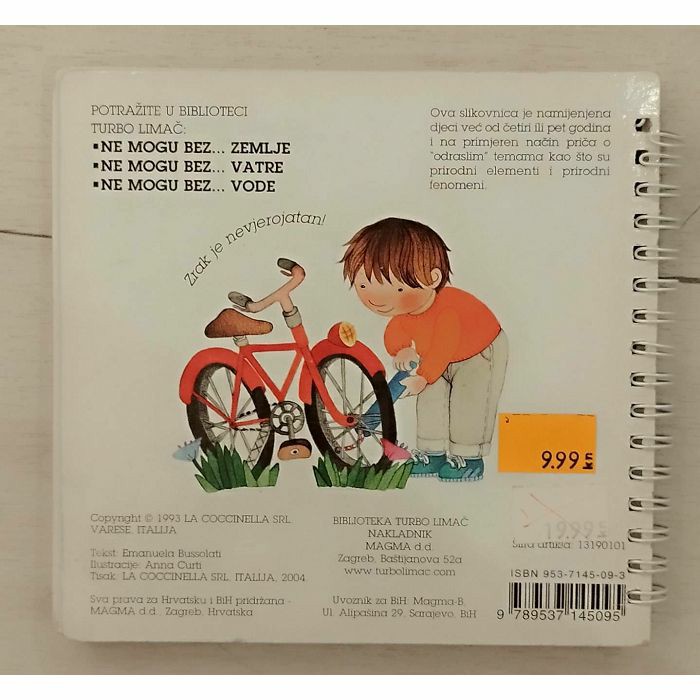 POTRAŽITE U BIBLIOTECI
TURBO LIMAČ:
▪NE MOGU BEZ... ZEMLJE
▪NE MOGU BEZ... VATRE
▪NE MOGU BEZ... VODE
Ova slikovnica je namijenjena
djeci već od četiri ili pet godina
i na primjeren način priča o
"odraslim" temama kao što su
prirodni elementi i prirodni
fenomeni.
Zrak je nevjerojatan!
9.99 kn
19.99
Šifra artikla: 13190101
Copyright © 1993 LA COCCINELLA SRL
VARESE, ITALIJA
Tekst: Emanuela Bussolati
Ilustracije: Anna Curti
Tisak: LA COCCINELLA SRL, ITALIJA, 2004.
Sva prava za Hrvatsku i BiH pridržana -
MAGMA d.d., Zagreb, Hrvatska
BIBLIOTEKA TURBO LIMAČ
NAKLADNIK
MAGMA d.d.
Zagreb, Baštijanova 52a
www.turbolimac.com
Uvoznik za BiH: Magma-B,
Ul. Alipašina 29, Sarajevo, BiH
ISBN 953-7145-09-3
9 789537 145095